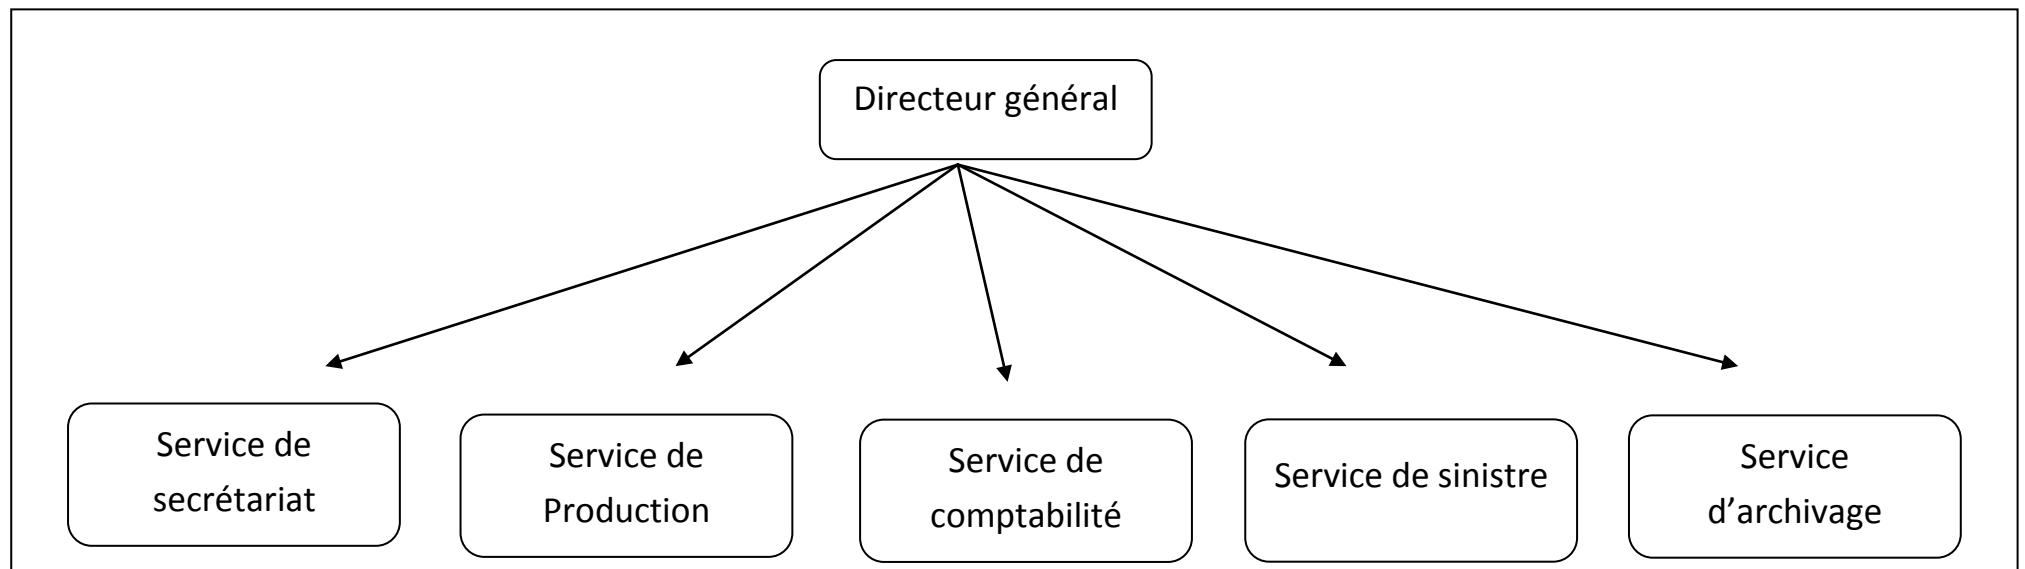 Directeur général
Service de
secrétariat
Service de
Production
Service de
comptabilité
Service de sinistre
Service
d’archivage